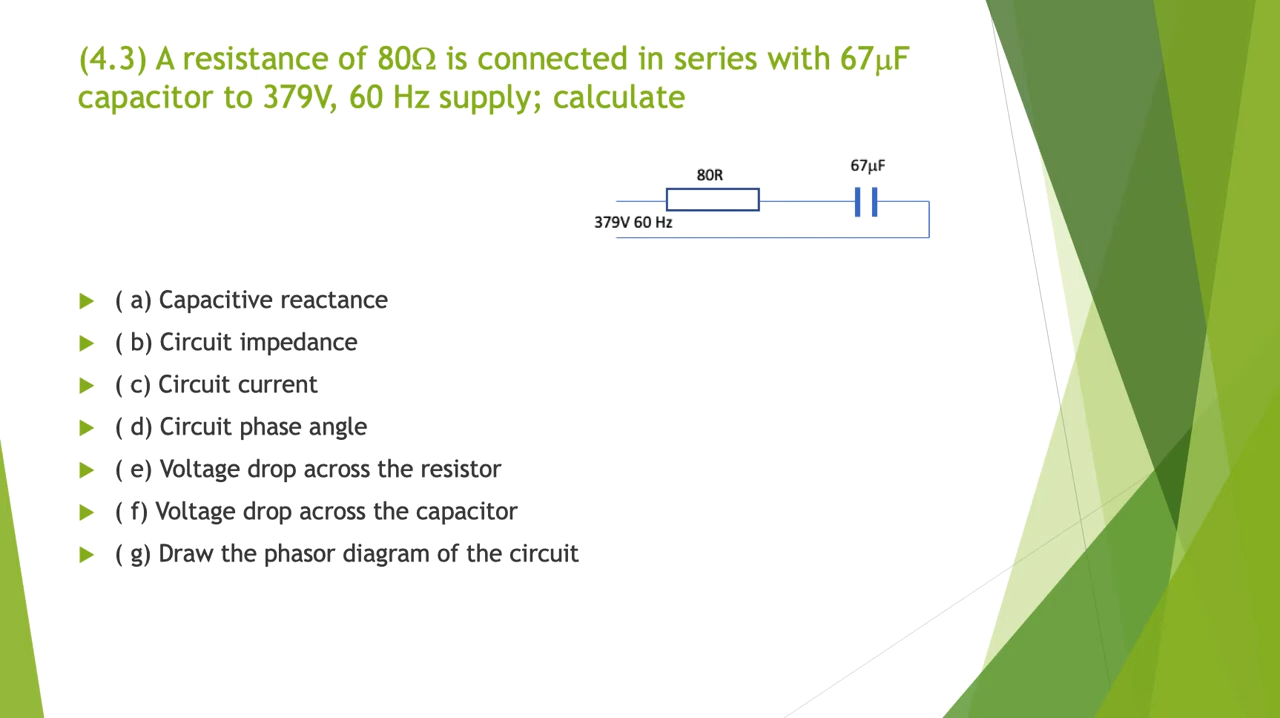 (4.3) A resistance of 80Ω is connected in series with 67μF
capacitor to 379V, 60 Hz supply; calculate
67μF
80R
379V 60 Hz
( a) Capacitive reactance
( b) Circuit impedance
( c) Circuit current
( d) Circuit phase angle
( e) Voltage drop across the resistor
( f) Voltage drop across the capacitor
( g) Draw the phasor diagram of the circuit